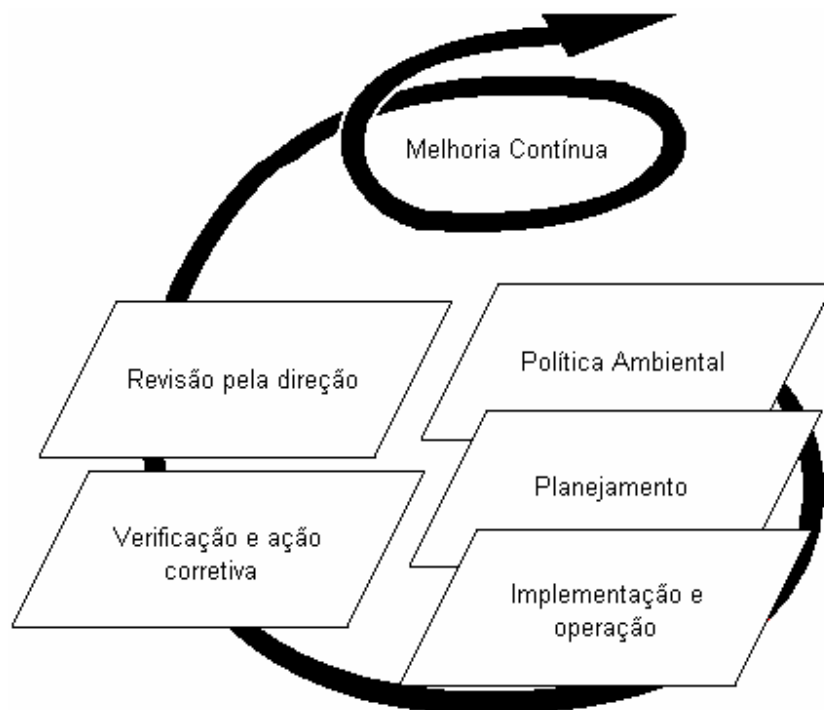 Melhoria Contínua
Política Ambiental
Revisão pela direção
Planejamento
Verificação e ação
corretiva
Implementação e
operação